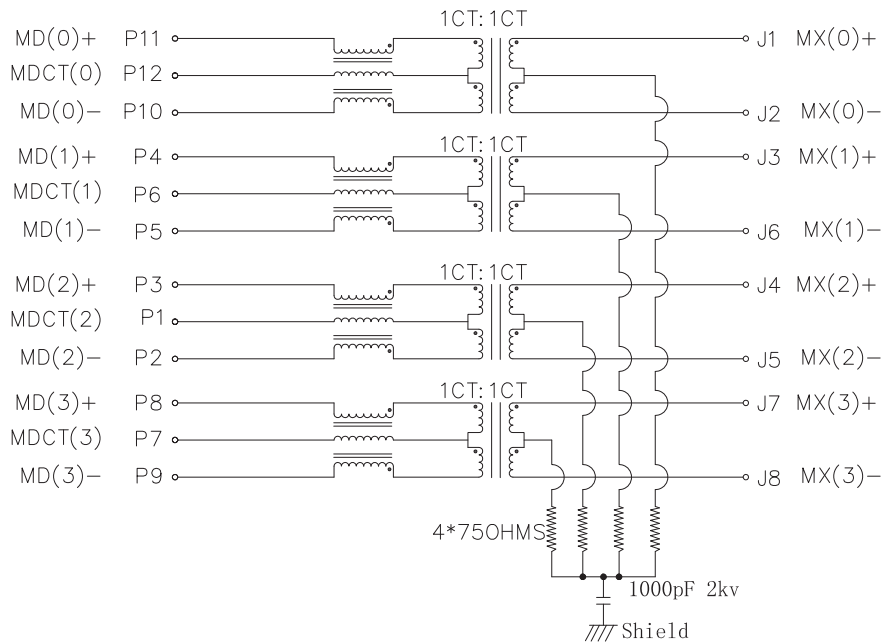 1CT:1CT
MD(0)+ P11 J1 MX(0)+
MDCT(0) P12
MD(0)- P10 J2 MX(0)-
1CT:1CT
MD(1)+ P4 J3 MX(1)+
MDCT(1) P6
MD(1)- P5 J6 MX(1)-
1CT:1CT
MD(2)+ P3 J4 MX(2)+
MDCT(2) P1
MD(2)- P2 J5 MX(2)-
1CT:1CT
MD(3)+ P8 J7 MX(3)+
MDCT(3) P7
MD(3)- P9 J8 MX(3)-
4*75OHMS
1000pF 2kv
Shield